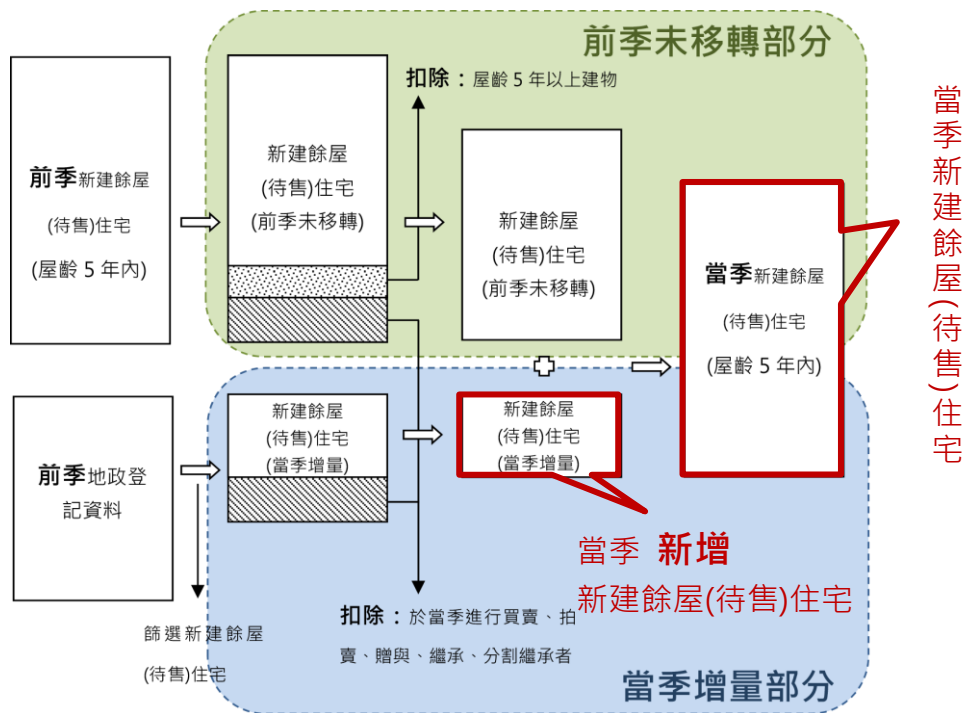 前季未移轉部分
扣除：屋齡 5 年以上建物
前季新建餘屋
(待售)住宅
(屋齡 5 年內)
新建餘屋
(待售)住宅
(前季未移轉)
新建餘屋
(待售)住宅
(前季未移轉)
當季新建餘屋
(待售)住宅
(屋齡 5 年內)
當季新建餘屋(待售)住宅
前季地政登
記資料
新建餘屋
(待售)住宅
(當季增量)
新建餘屋
(待售)住宅
(當季增量)
當季 新增
新建餘屋(待售)住宅
篩選新建餘屋
(待售)住宅
扣除：於當季進行買賣、拍
賣、贈與、繼承、分割繼承者
當季增量部分